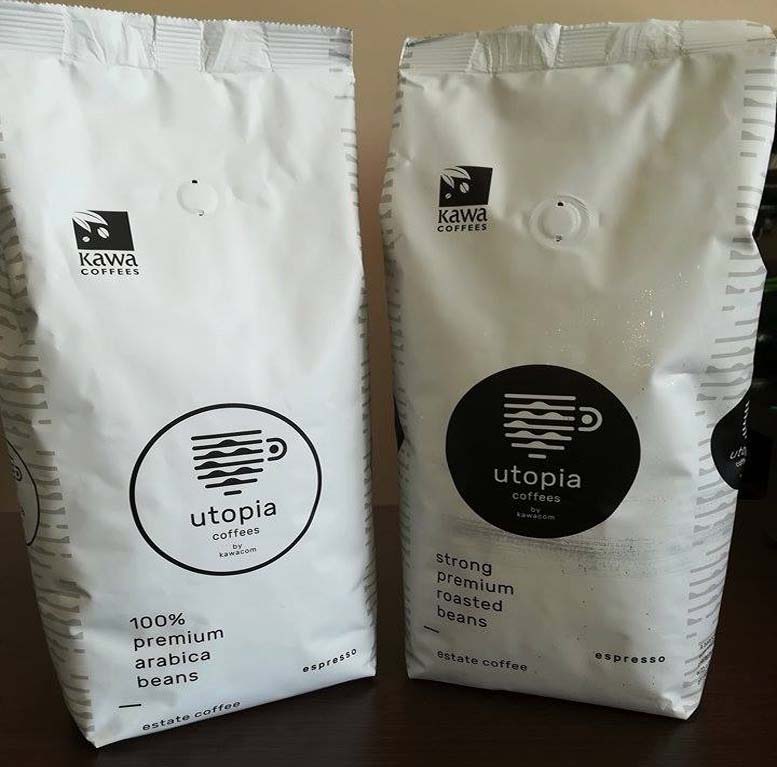 KAWA
COFFEES
utopia
coffees
by
kawacom
100%
premium
arabica
beans
espresso
estate coffee
KAWA
COFFEES
utopia
coffees
by
kawacom
strong
premium
roasted
beans
estate coffee
espresso